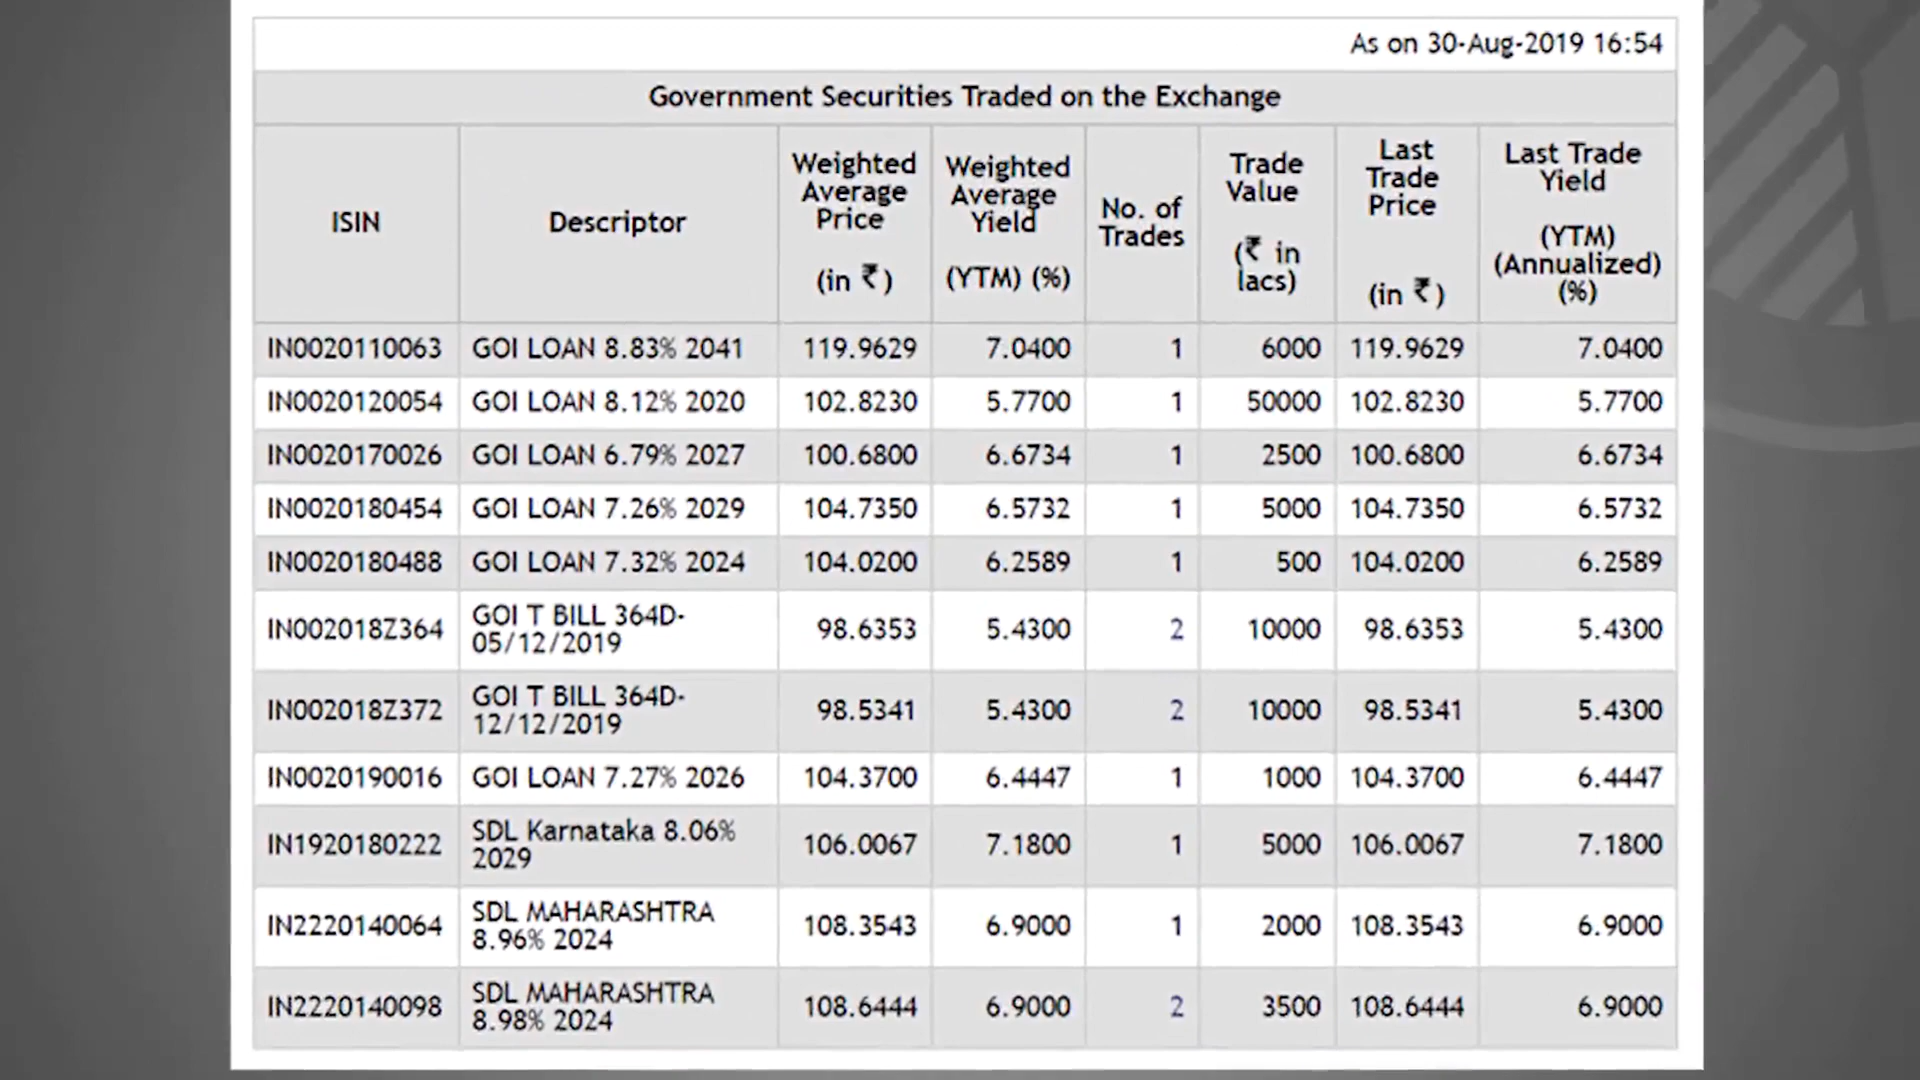 As on 30-Aug-2019 16:54
Government Securities Traded on the Exchange
ISIN Descriptor Weighted Average Price (in ₹) Weighted Average Yield (YTM) (%) No. of Trades Trade Value (₹ in lacs) Last Trade Price (in ₹) Last Trade Yield (YTM) (Annualized) (%)
IN0020110063 GOI LOAN 8.83% 2041 119.9629 7.0400 1 6000 119.9629 7.0400
IN0020120054 GOI LOAN 8.12% 2020 102.8230 5.7700 1 50000 102.8230 5.7700
IN0020170026 GOI LOAN 6.79% 2027 100.6800 6.6734 1 2500 100.6800 6.6734
IN0020180454 GOI LOAN 7.26% 2029 104.7350 6.5732 1 5000 104.7350 6.5732
IN0020180488 GOI LOAN 7.32% 2024 104.0200 6.2589 1 500 104.0200 6.2589
IN002018Z364 GOI T BILL 364D-05/12/2019 98.6353 5.4300 2 10000 98.6353 5.4300
IN002018Z372 GOI T BILL 364D-12/12/2019 98.5341 5.4300 2 10000 98.5341 5.4300
IN0020190016 GOI LOAN 7.27% 2026 104.3700 6.4447 1 1000 104.3700 6.4447
IN1920180222 SDL Karnataka 8.06% 2029 106.0067 7.1800 1 5000 106.0067 7.1800
IN2220140064 SDL MAHARASHTRA 8.96% 2024 108.3543 6.9000 1 2000 108.3543 6.9000
IN2220140098 SDL MAHARASHTRA 8.98% 2024 108.6444 6.9000 2 3500 108.6444 6.9000